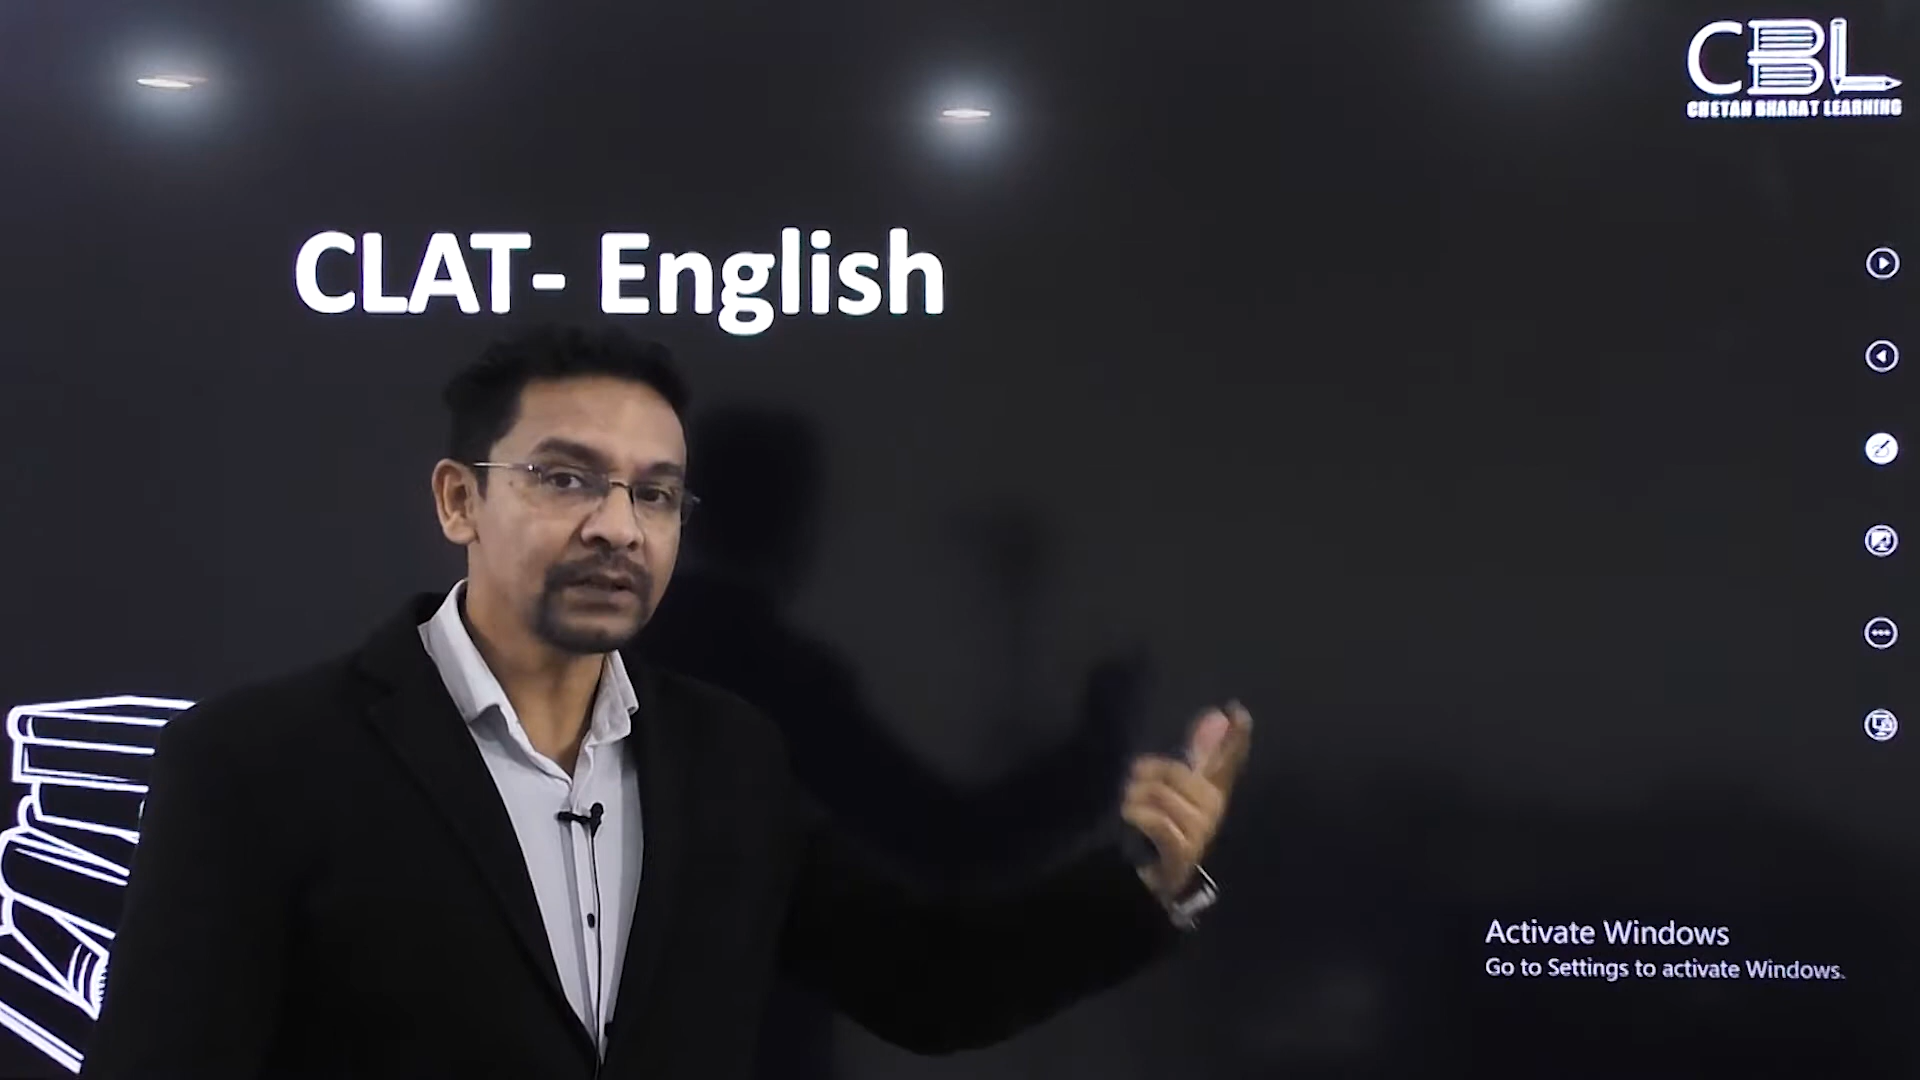 CBL
CHETAN BHARAT LEARNING
CLAT- English
Activate Windows
Go to Settings to activate Windows.